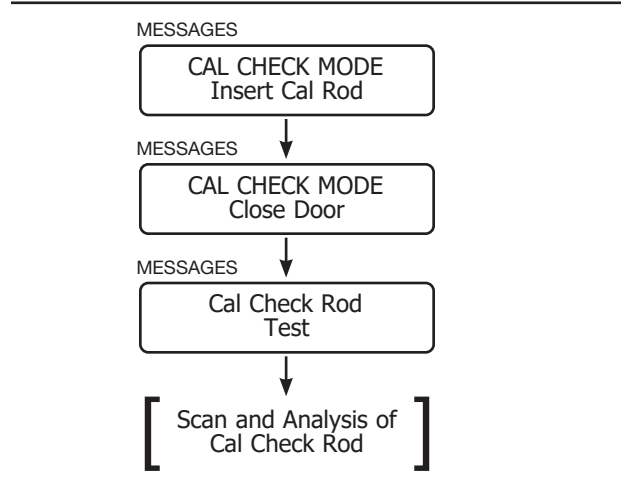 MESSAGES
CAL CHECK MODE
Insert Cal Rod
MESSAGES
CAL CHECK MODE
Close Door
MESSAGES
Cal Check Rod
Test
Scan and Analysis of
Cal Check Rod